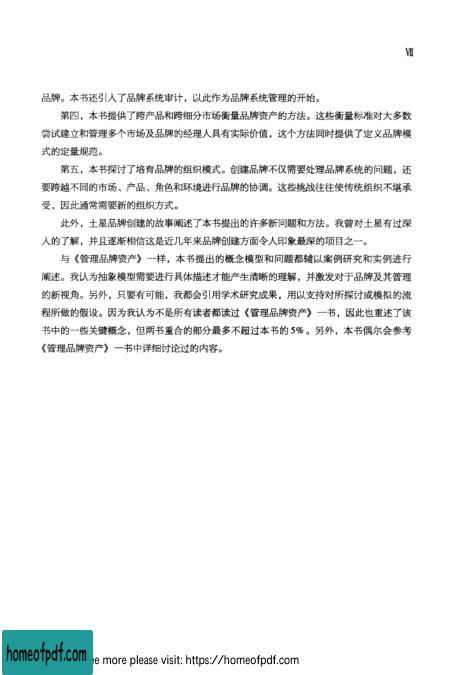 VII
品牌。本书还引入了品牌系统审计，以此作为品牌系统管理的开始。
第四，本书提供了跨产品和跨细分市场衡量品牌资产的方法。这些衡量标准对大多数
尝试建立和管理多个市场及品牌的经理人具有实际价值，这个方法同时提供了定义品牌模
式的定量规范。
第五，本书探讨了培育品牌的组织模式。创建品牌不仅需要处理品牌系统的问题，还
要跨越不同的市场、产品、角色和环境进行品牌的协调。这些挑战往往使传统组织不堪承
受，因此通常需要新的组织方式。
此外，土星品牌创建的故事阐述了本书提出的许多新问题和方法。我曾对土星有过深
入的了解，并且逐渐相信这是近几年来品牌创建方面令人印象最深的项目之一。
与《管理品牌资产》一样，本书提出的概念模型和问题都辅以案例研究和实例进行
阐述。我认为抽象模型需要进行具体描述才能产生清晰的理解，并激发对于品牌及其管理
的新视角。另外，只要有可能，我都会引用学术研究成果，用以支持对所探讨或模拟的流
程所做的假设。因为我认为不是所有读者都读过《管理品牌资产》一书，因此也重述了该
书中的一些关键概念，但两书重合的部分最多不超过本书的 5% 。另外，本书偶尔会参考
《管理品牌资产》一书中详细讨论过的内容。
homeofpdf.com
ee more please visit: https://homeofpdf.com